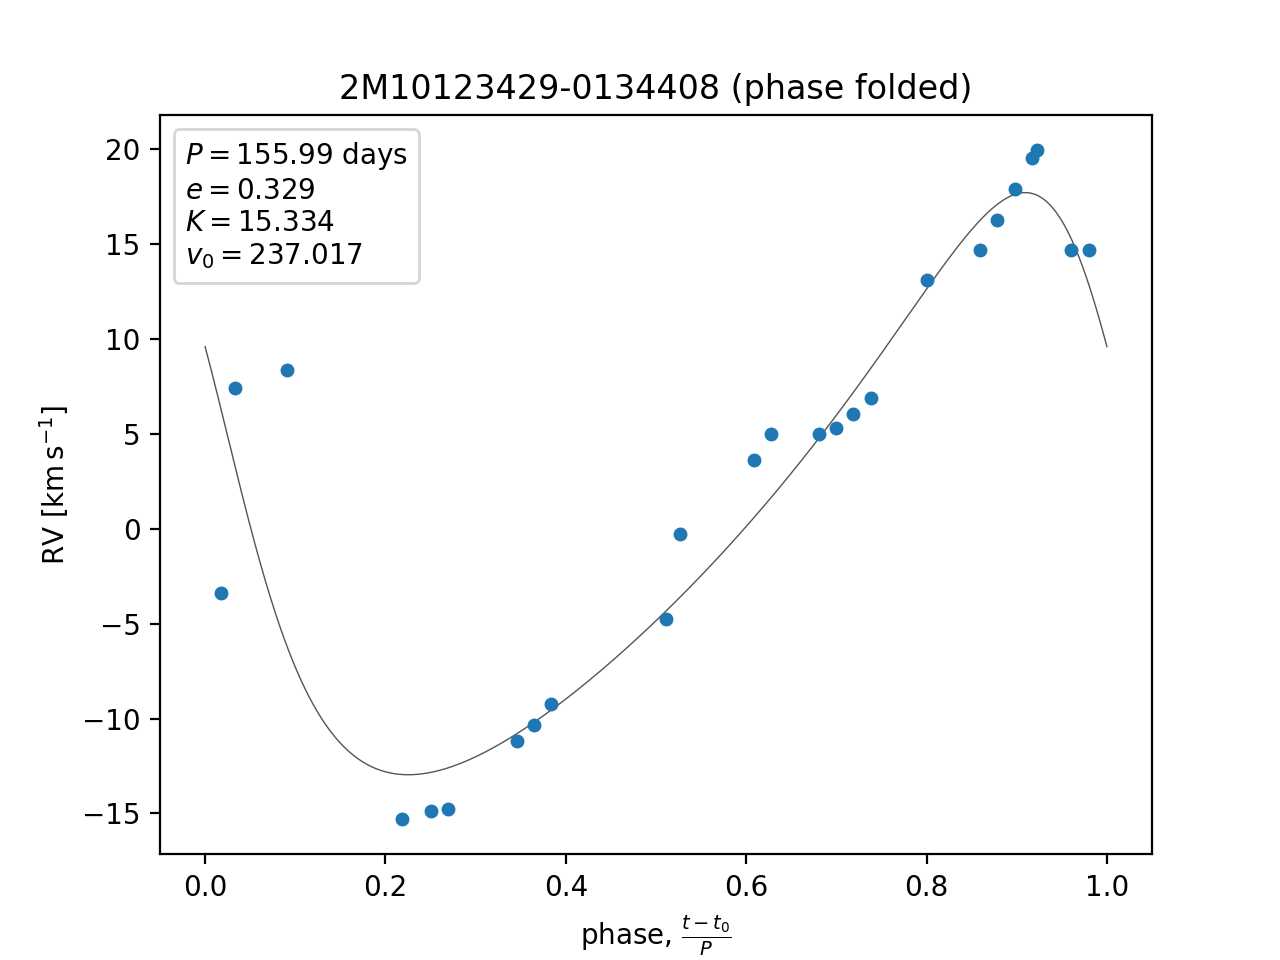 2M10123429-0134408 (phase folded)
P = 155.99 days
e = 0.329
K = 15.334
v₀ = 237.017
20
15
10
5
0
−5
−10
−15
RV [km s⁻¹]
0.0 0.2 0.4 0.6 0.8 1.0
phase, (t − t₀)/P